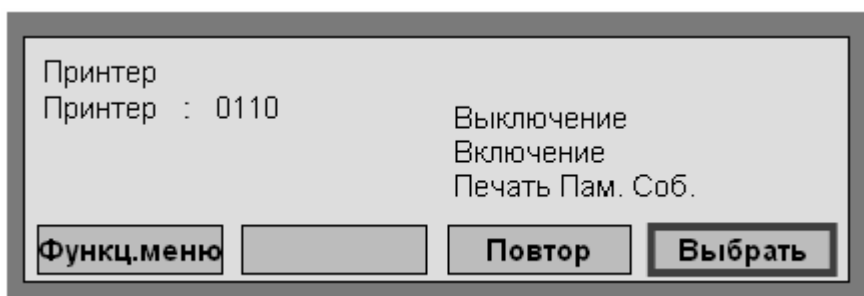 Принтер
Принтер : 0110
Выключение
Включение
Печать Пам. Соб.
Функц.меню
Повтор
Выбрать